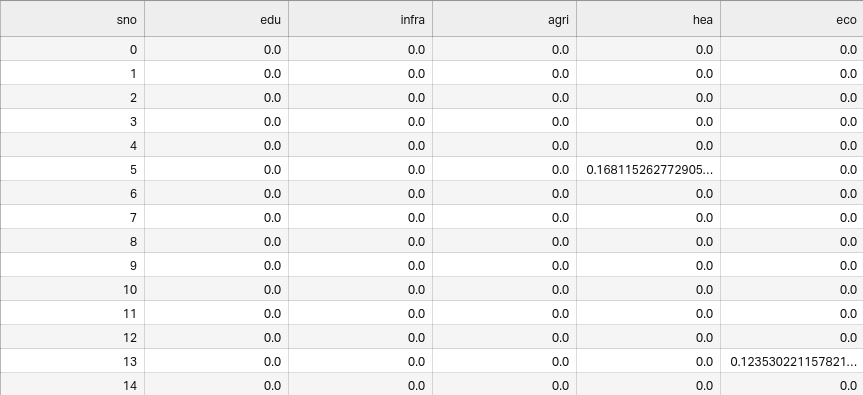 sno edu infra agri hea eco
0 0.0 0.0 0.0 0.0 0.0
1 0.0 0.0 0.0 0.0 0.0
2 0.0 0.0 0.0 0.0 0.0
3 0.0 0.0 0.0 0.0 0.0
4 0.0 0.0 0.0 0.0 0.0
5 0.0 0.0 0.0 0.168115262772905... 0.0
6 0.0 0.0 0.0 0.0 0.0
7 0.0 0.0 0.0 0.0 0.0
8 0.0 0.0 0.0 0.0 0.0
9 0.0 0.0 0.0 0.0 0.0
10 0.0 0.0 0.0 0.0 0.0
11 0.0 0.0 0.0 0.0 0.0
12 0.0 0.0 0.0 0.0 0.0
13 0.0 0.0 0.0 0.0 0.123530221157821...
14 0.0 0.0 0.0 0.0 0.0